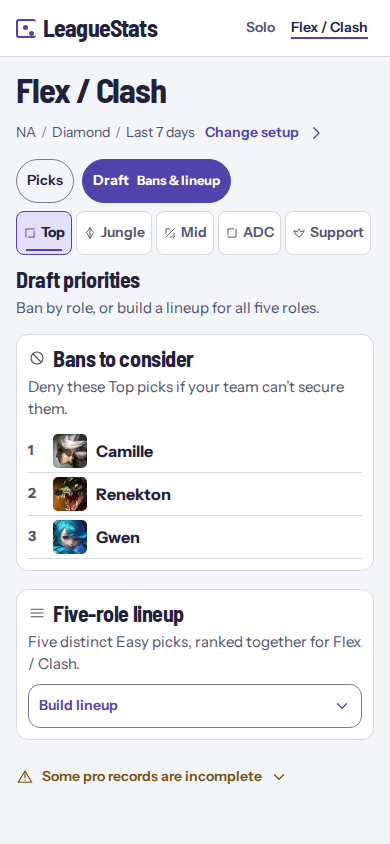 LeagueStats
Solo
Flex / Clash
Flex / Clash
NA / Diamond / Last 7 days Change setup
Picks
Draft Bans & lineup
Top
Jungle
Mid
ADC
Support
Draft priorities
Ban by role, or build a lineup for all five roles.
Bans to consider
Deny these Top picks if your team can't secure
them.
1 Camille
2 Renekton
3 Gwen
Five-role lineup
Five distinct Easy picks, ranked together for Flex
/ Clash.
Build lineup
Some pro records are incomplete